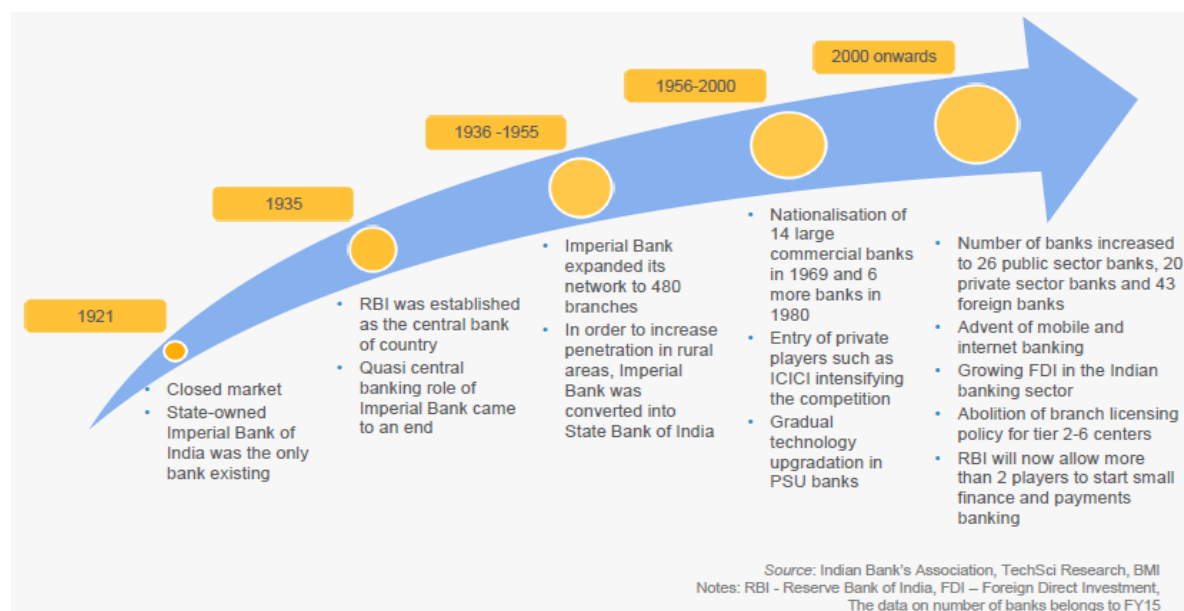 1921
Closed market
State-owned
Imperial Bank of
India was the only
bank existing
1935
RBI was established
as the central bank
of country
Quasi central
banking role of
Imperial Bank came
to an end
1936 -1955
Imperial Bank
expanded its
network to 480
branches
In order to increase
penetration in rural
areas, Imperial
Bank was
converted into
State Bank of India
1956-2000
Nationalisation of
14 large
commercial banks
in 1969 and 6
more banks in
1980
Entry of private
players such as
ICICI intensifying
the competition
Gradual
technology
upgradation in
PSU banks
2000 onwards
Number of banks increased
to 26 public sector banks, 20
private sector banks and 43
foreign banks
Advent of mobile and
internet banking
Growing FDI in the Indian
banking sector
Abolition of branch licensing
policy for tier 2-6 centers
RBI will now allow more
than 2 players to start small
finance and payments
banking
Source: Indian Bank's Association, TechSci Research, BMI
Notes: RBI - Reserve Bank of India, FDI – Foreign Direct Investment,
The data on number of banks belongs to FY15